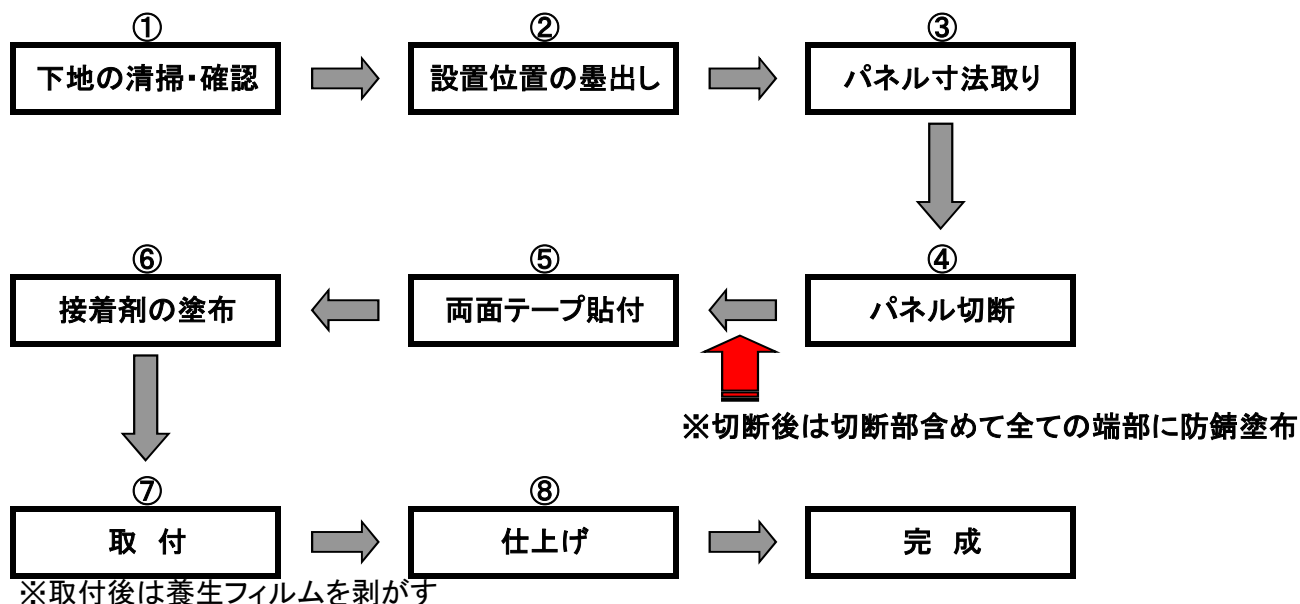 ①
下地の清掃・確認
②
設置位置の墨出し
③
パネル寸法取り
④
パネル切断
※切断後は切断部含めて全ての端部に防錆塗布
⑤
両面テープ貼付
⑥
接着剤の塗布
⑦
取 付
※取付後は養生フィルムを剥がす
⑧
仕上げ
完 成